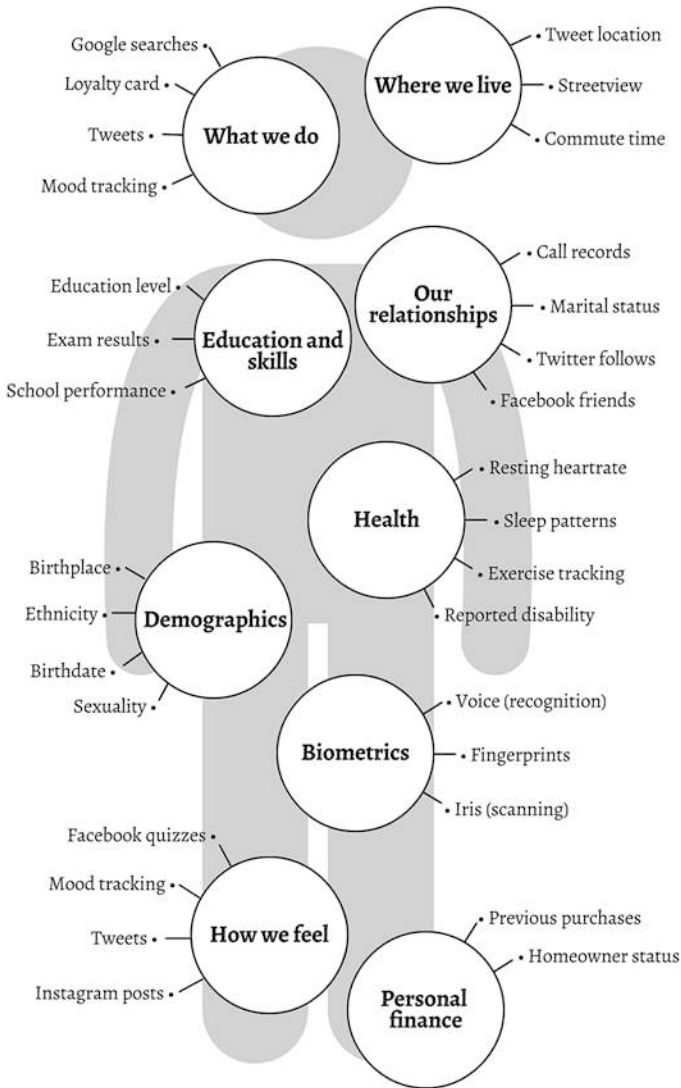 Google searches •
Loyalty card •
Tweets •
Mood tracking •
What we do
Where we live
• Tweet location
• Streetview
• Commute time
Education level •
Exam results •
School performance •
Education and
skills
Our
relationships
• Call records
• Marital status
• Twitter follows
• Facebook friends
Health
• Resting heartrate
• Sleep patterns
• Exercise tracking
• Reported disability
Birthplace •
Ethnicity •
Birthdate •
Sexuality •
Demographics
Biometrics
• Voice (recognition)
• Fingerprints
• Iris (scanning)
Facebook quizzes •
Mood tracking •
Tweets •
Instagram posts •
How we feel
Personal
finance
• Previous purchases
• Homeowner status